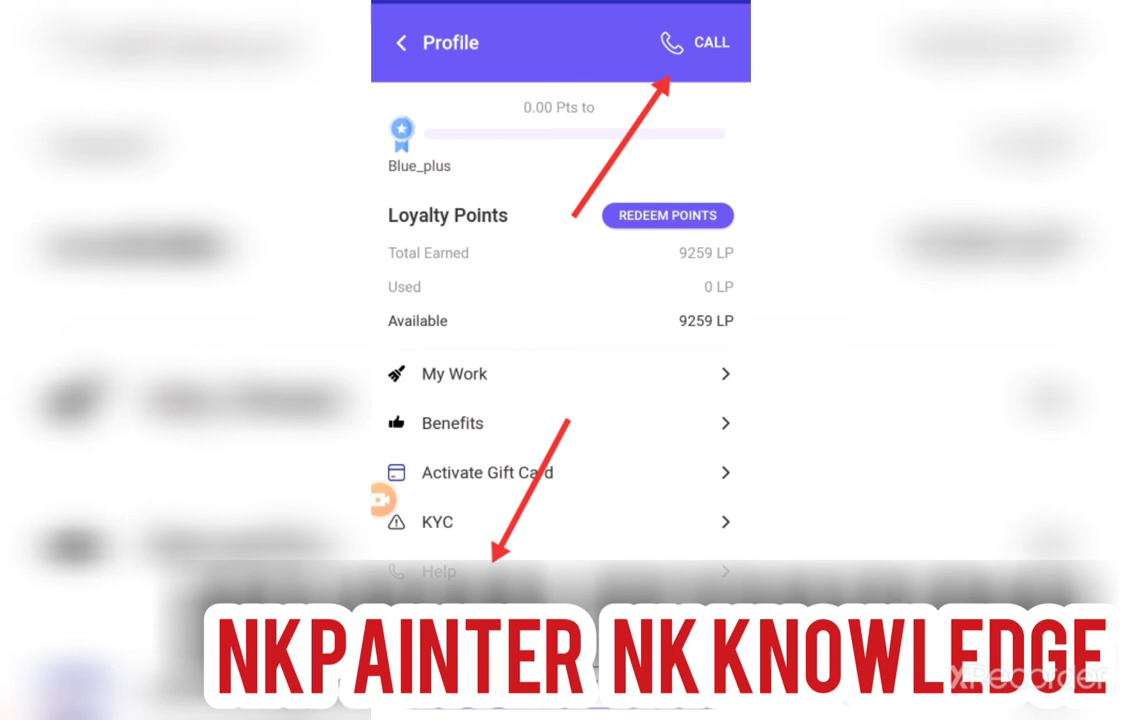 Profile
CALL
0.00 Pts to
Blue_plus
Loyalty Points
REDEEM POINTS
Total Earned 9259 LP
Used 0 LP
Available 9259 LP
My Work
Benefits
Activate Gift Card
KYC
Help
NKPAINTER NK KNOWLEDGE
XRecorder